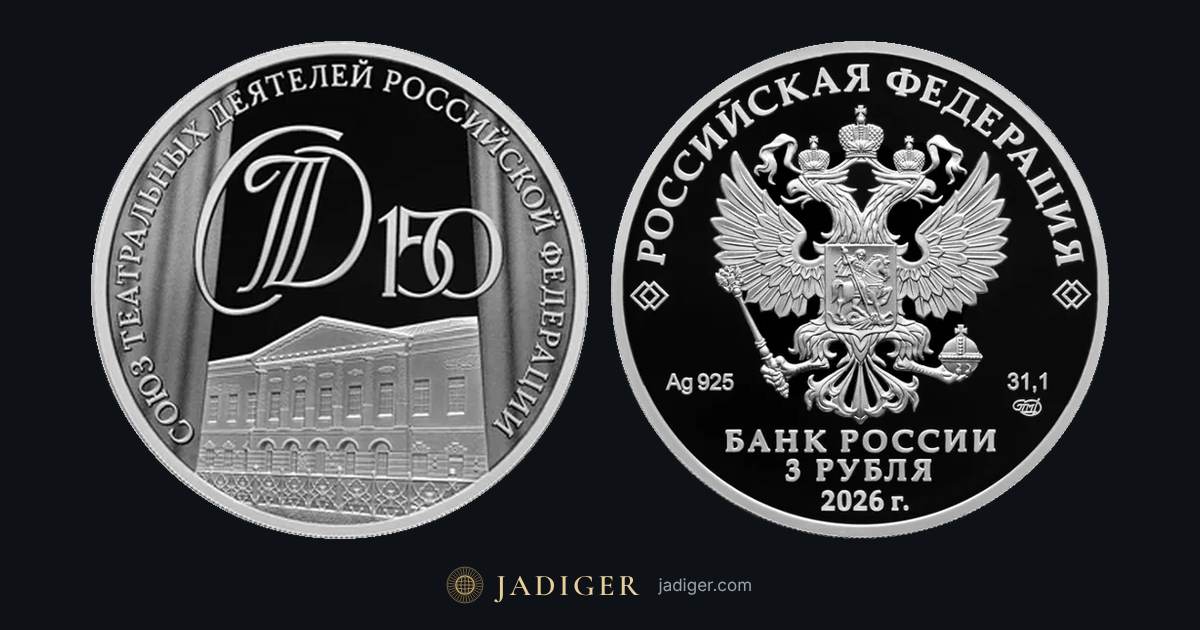 СОЮЗ ТЕАТРАЛЬНЫХ ДЕЯТЕЛЕЙ РОССИЙСКОЙ ФЕДЕРАЦИИ
СТД 150
РОССИЙСКАЯ ФЕДЕРАЦИЯ
Ag 925
31,1
БАНК РОССИИ
3 РУБЛЯ
2026 г.
JADIGER jadiger.com